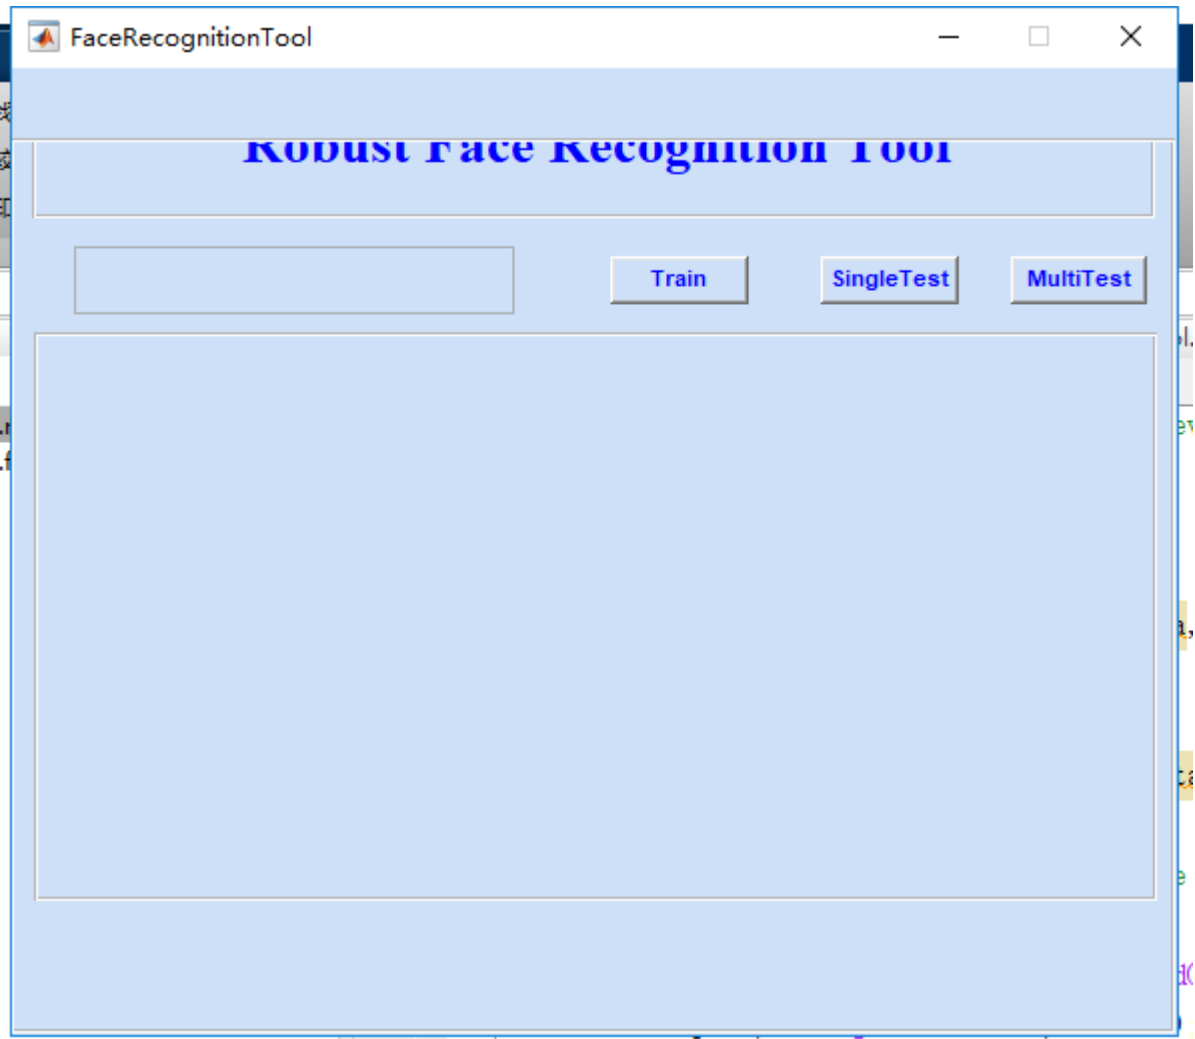 FaceRecognitionTool
Robust Face Recognition Tool
Train
SingleTest
MultiTest